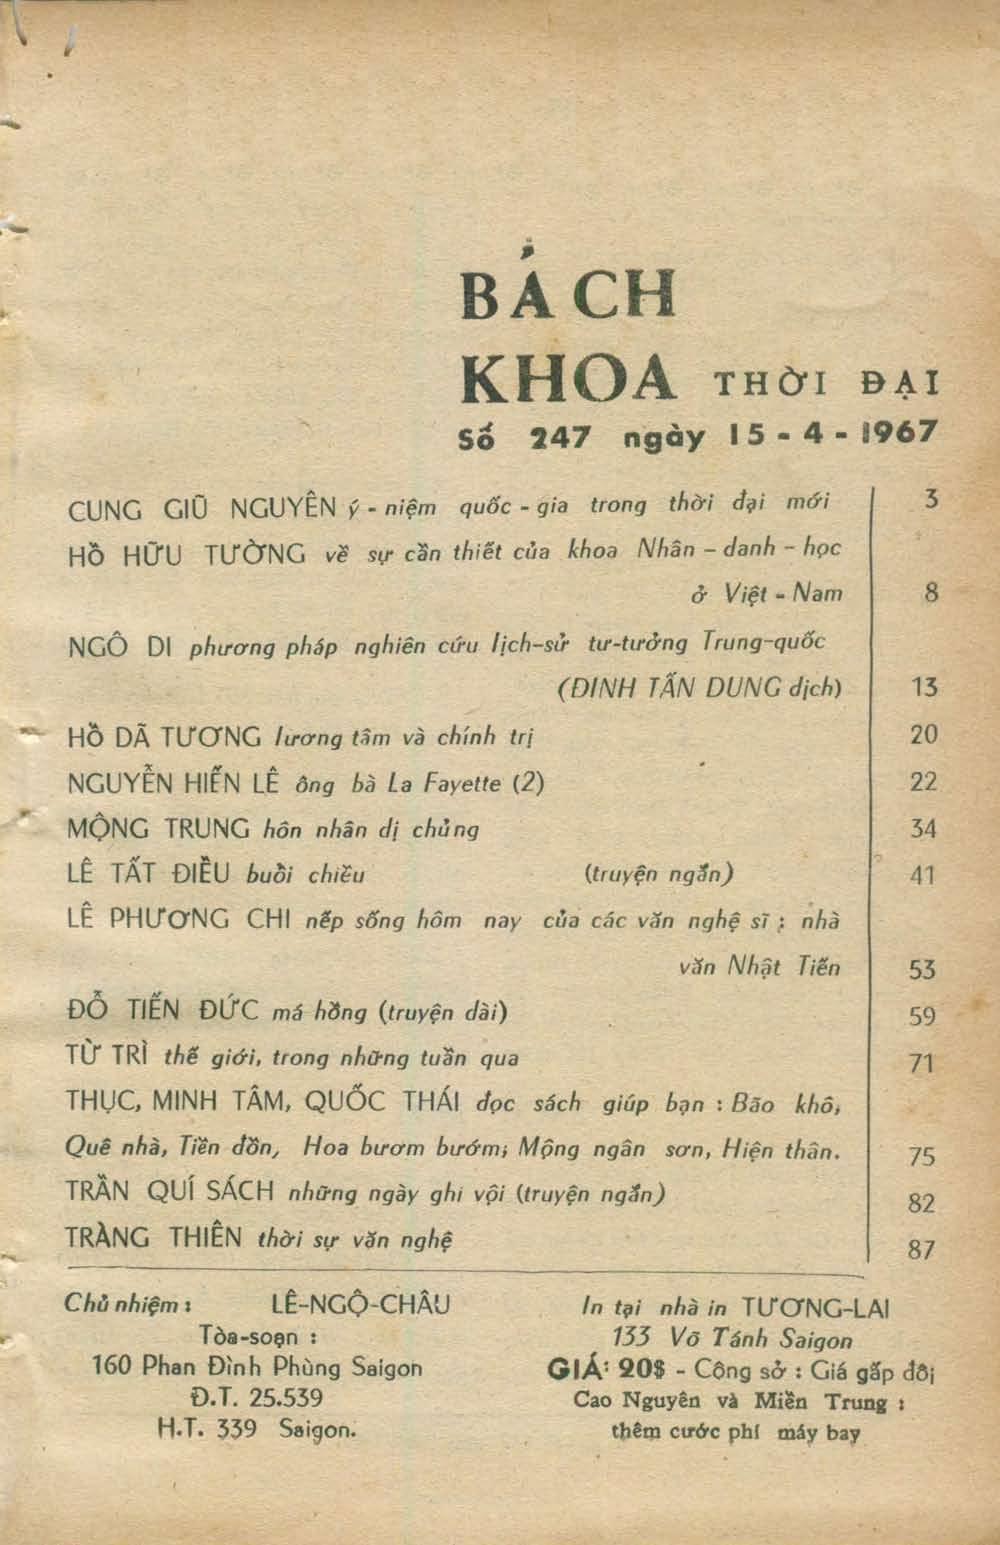 BÁCH
KHOA THỜI ĐẠI
Số 247 ngày 15 - 4 - 1967
CUNG GIŨ NGUYÊN ý - niệm quốc - gia trong thời đại mới 3
HỒ HỮU TƯỜNG về sự cần thiết của khoa Nhân - danh - học
ở Việt - Nam 8
NGÔ DI phương pháp nghiên cứu lịch-sử tư-tưởng Trung-quốc
(ĐINH TẤN DUNG dịch) 13
HỒ DÃ TƯƠNG lương tâm và chính trị 20
NGUYỄN HIẾN LÊ ông bà La Fayette (2) 22
MỘNG TRUNG hôn nhân dị chủng 34
LÊ TẤT ĐIỀU buổi chiều (truyện ngắn) 41
LÊ PHƯƠNG CHI nếp sống hôm nay của các văn nghệ sĩ : nhà
văn Nhật Tiến 53
ĐỖ TIẾN ĐỨC má hồng (truyện dài) 59
TỪ TRÌ thế giới, trong những tuần qua 71
THỤC, MINH TÂM, QUỐC THÁI đọc sách giúp bạn : Bão khô,
Quê nhà, Tiền đồn, Hoa bươm bướm, Mộng ngân sơn, Hiện thân. 75
TRẦN QUÍ SÁCH những ngày ghi vội (truyện ngắn) 82
TRÀNG THIÊN thời sự văn nghệ 87
Chủ nhiệm : LÊ-NGỘ-CHÂU
Tòa-soạn :
160 Phan Đình Phùng Saigon
Đ.T. 25.539
H.T. 339 Saigon.
In tại nhà in TƯƠNG-LAI
133 Võ Tánh Saigon
GIÁ: 20$ - Công sở : Giá gấp đôi
Cao Nguyên và Miền Trung :
thêm cước phí máy bay